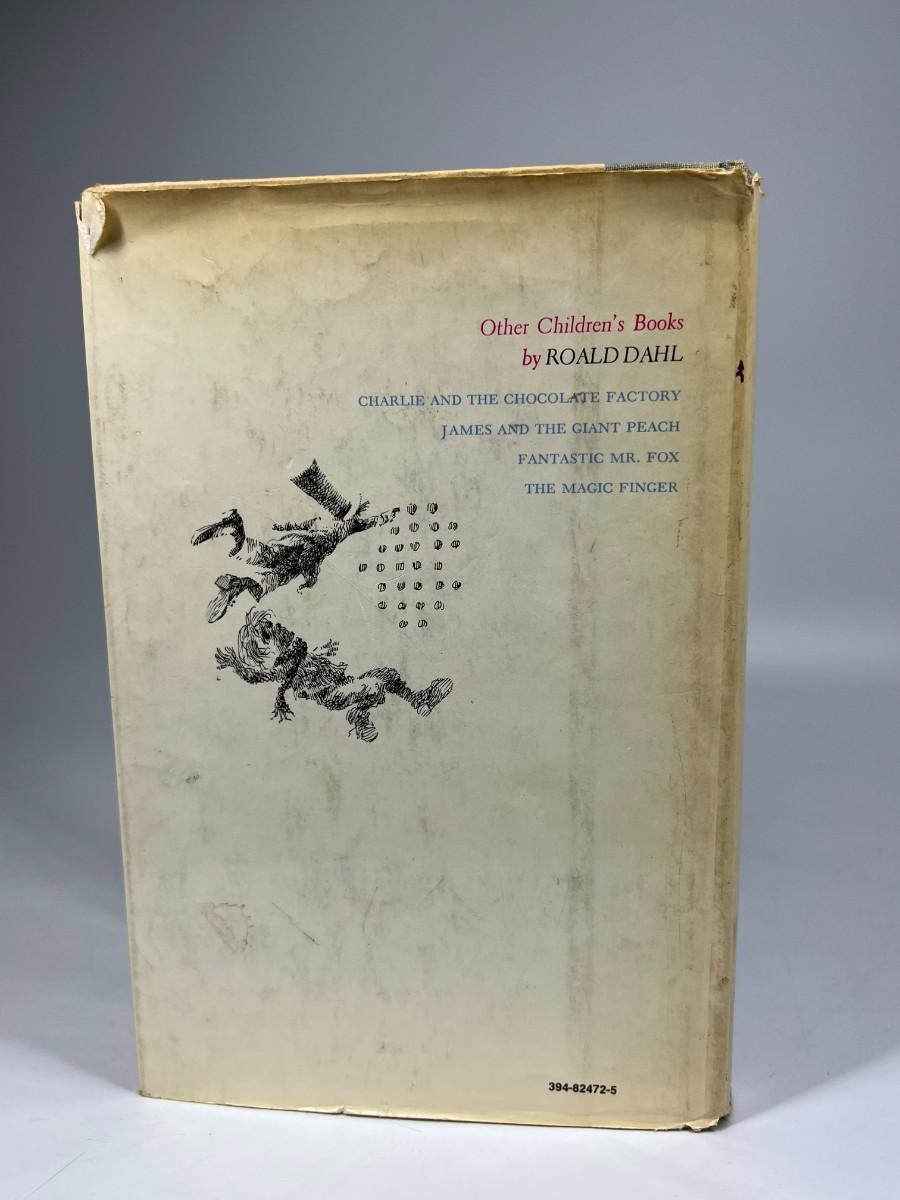 Other Children's Books
by ROALD DAHL
CHARLIE AND THE CHOCOLATE FACTORY
JAMES AND THE GIANT PEACH
FANTASTIC MR. FOX
THE MAGIC FINGER
394-82472-5